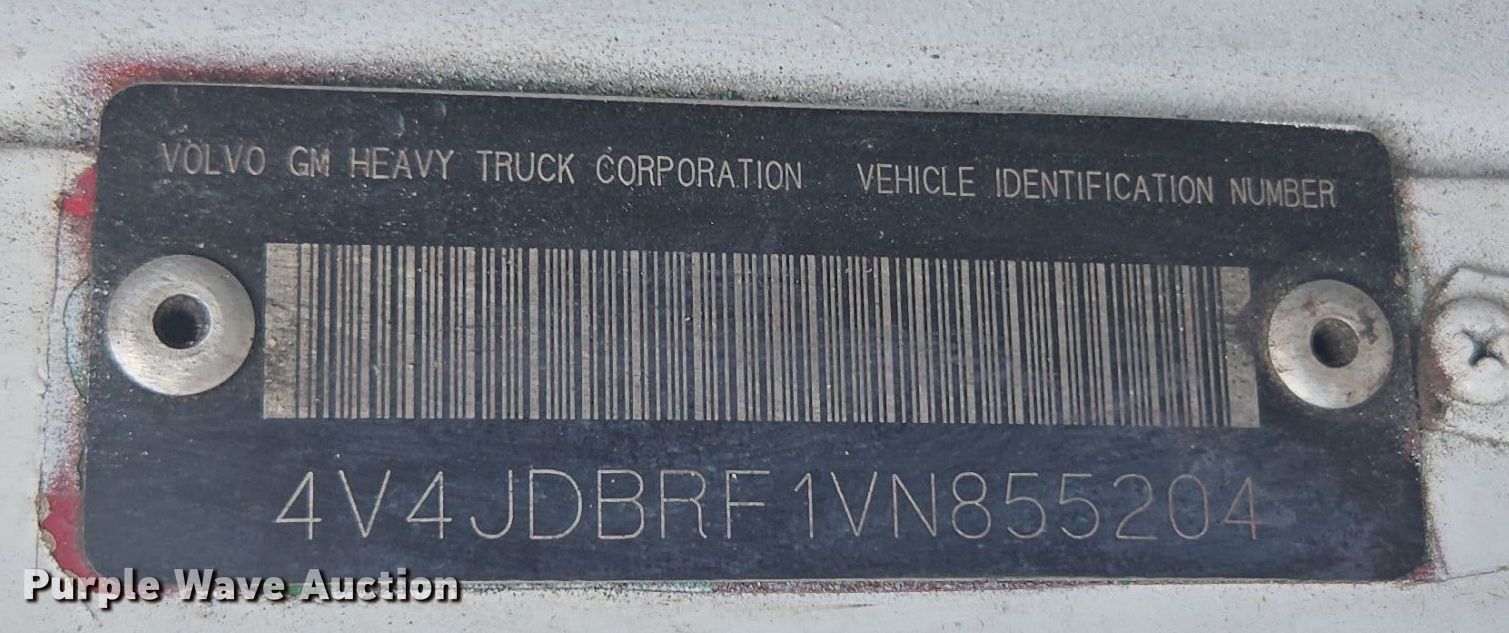 VOLVO GM HEAVY TRUCK CORPORATION VEHICLE IDENTIFICATION NUMBER
4V4JDBRF1VN855204
Purple Wave Auction